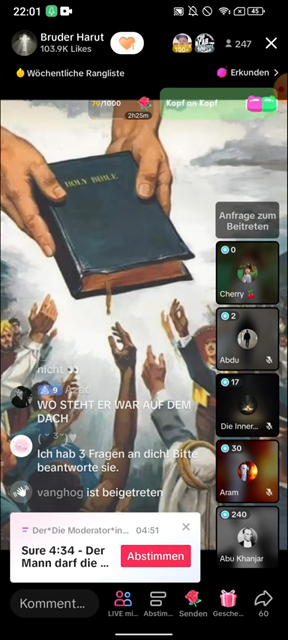 22:01
45
Bruder Harut
103.9K Likes
247
Wöchentliche Rangliste
Erkunden >
79/1000
Kopf an Kopf
2h25m
HOLY BIBLE
Anfrage zum
Beitreten
0
Cherry
2
Abdu
17
Die Inner...
30
Aram
240
Abu Khanjar
nicht
9
WO STEHT ER WAR AUF DEM
DACH
Ich hab 3 Fragen an dich! Bitte
beantworte sie.
vanghog ist beigetreten
Der*Die Moderator*in... 04:51
Sure 4:34 - Der
Mann darf die ...
Abstimmen
Komment...
LIVE mi...
Abstim...
Senden
Gesche...
60